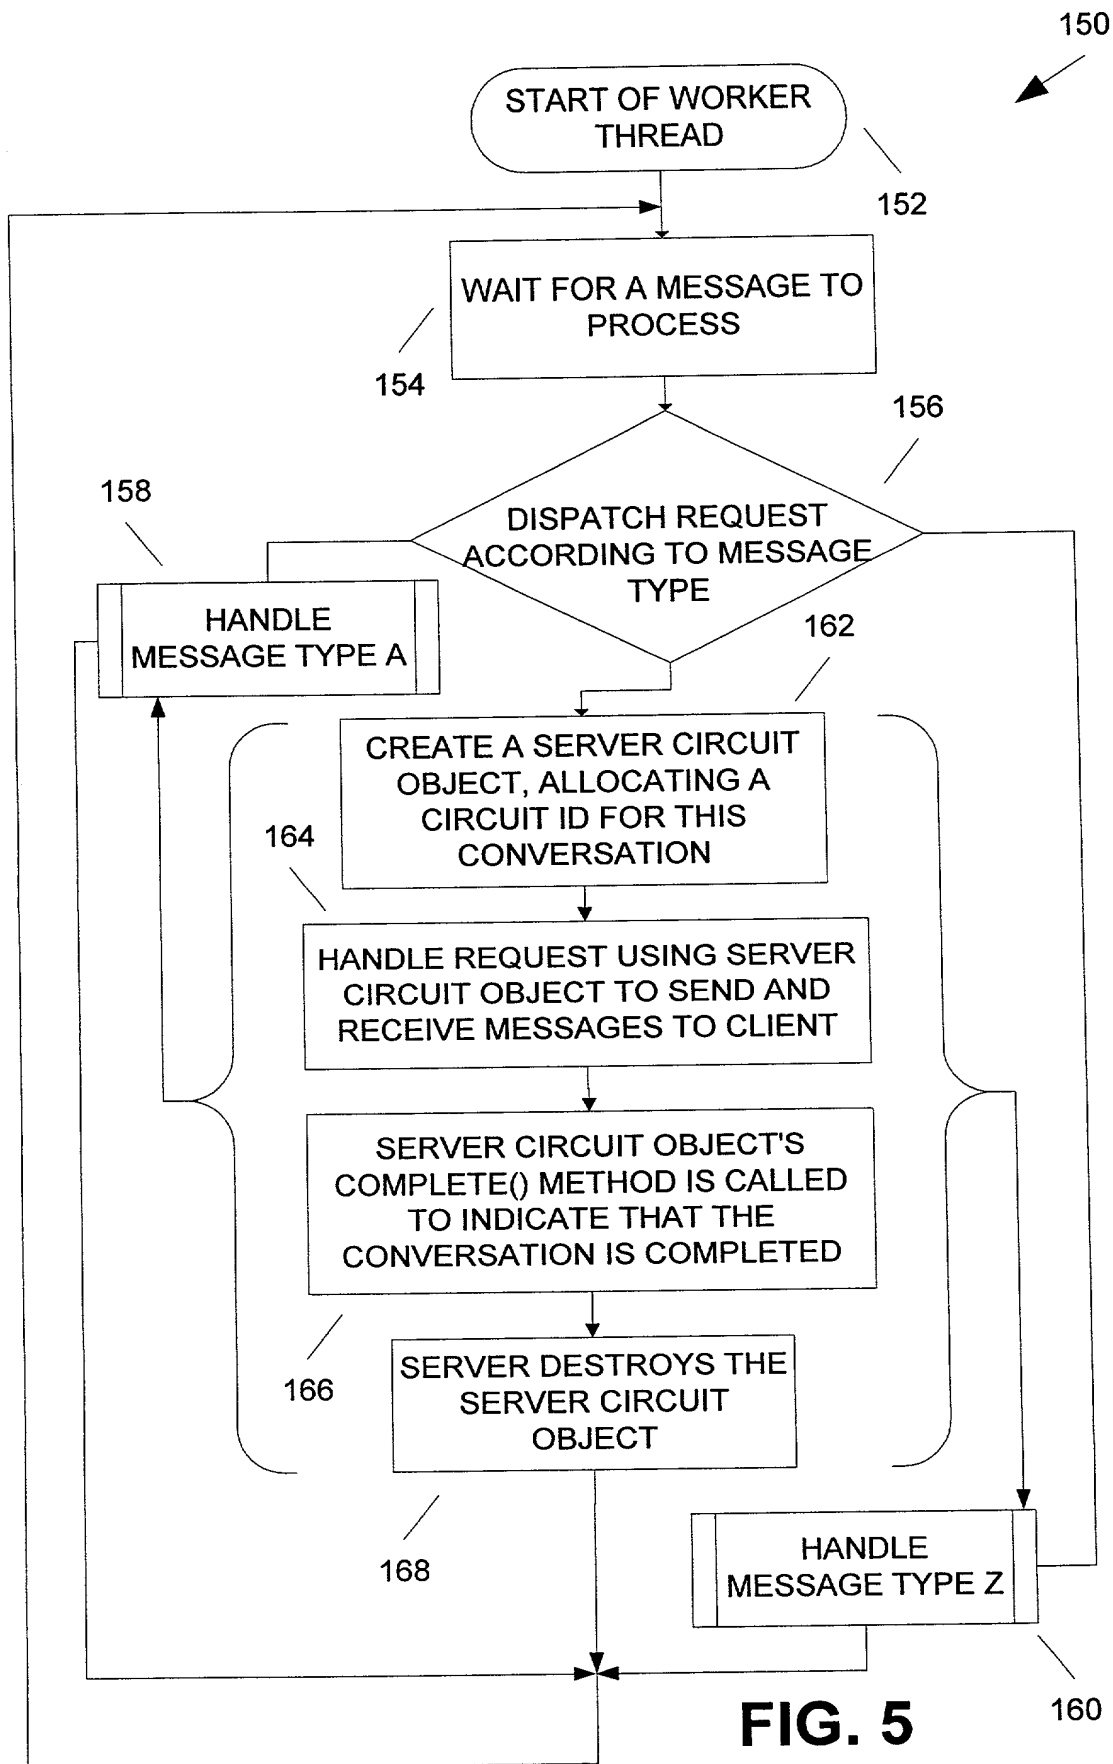 150
START OF WORKER
THREAD
152
WAIT FOR A MESSAGE TO
PROCESS
154
156
DISPATCH REQUEST
ACCORDING TO MESSAGE
TYPE
158
HANDLE
MESSAGE TYPE A
162
CREATE A SERVER CIRCUIT
OBJECT, ALLOCATING A
CIRCUIT ID FOR THIS
CONVERSATION
164
HANDLE REQUEST USING SERVER
CIRCUIT OBJECT TO SEND AND
RECEIVE MESSAGES TO CLIENT
SERVER CIRCUIT OBJECT'S
COMPLETE() METHOD IS CALLED
TO INDICATE THAT THE
CONVERSATION IS COMPLETED
166
SERVER DESTROYS THE
SERVER CIRCUIT
OBJECT
168
HANDLE
MESSAGE TYPE Z
160
FIG. 5